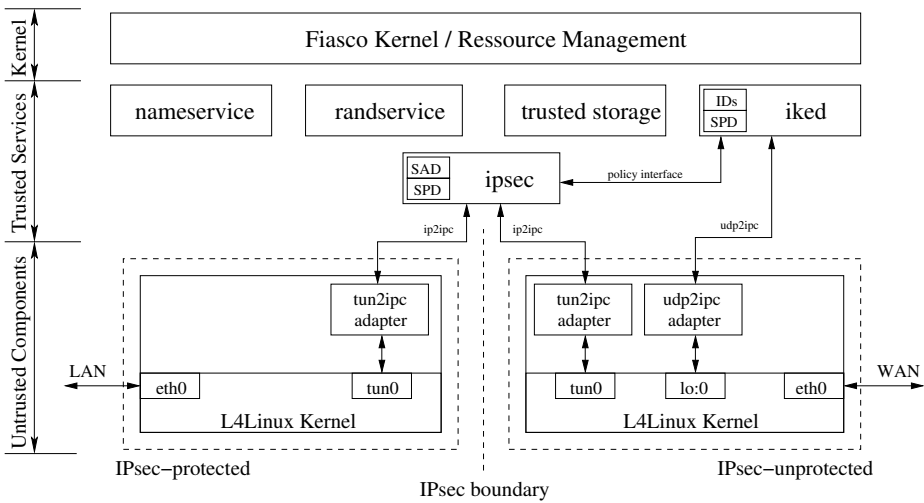 Kernel
Fiasco Kernel / Ressource Management
Trusted Services
nameservice
randservice
trusted storage
IDs
SPD
iked
SAD
SPD
ipsec
policy interface
ip2ipc
ip2ipc
udp2ipc
Untrusted Components
tun2ipc
adapter
tun2ipc
adapter
udp2ipc
adapter
LAN
eth0
tun0
L4Linux Kernel
tun0
lo:0
eth0
L4Linux Kernel
WAN
IPsec−protected
IPsec−unprotected
IPsec boundary